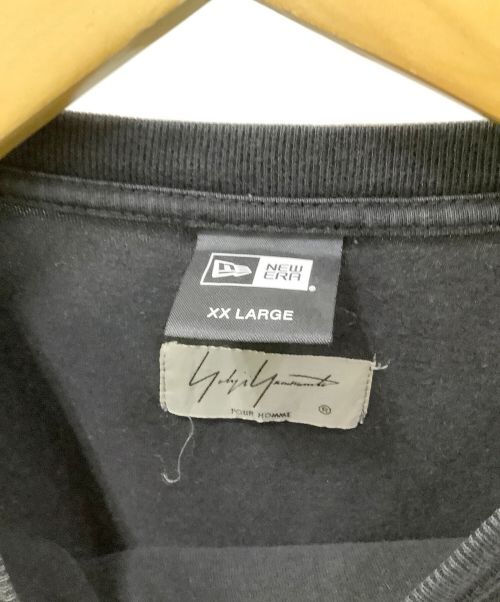 NEW ERA
XX LARGE
Yohji Yamamoto
POUR HOMME ®